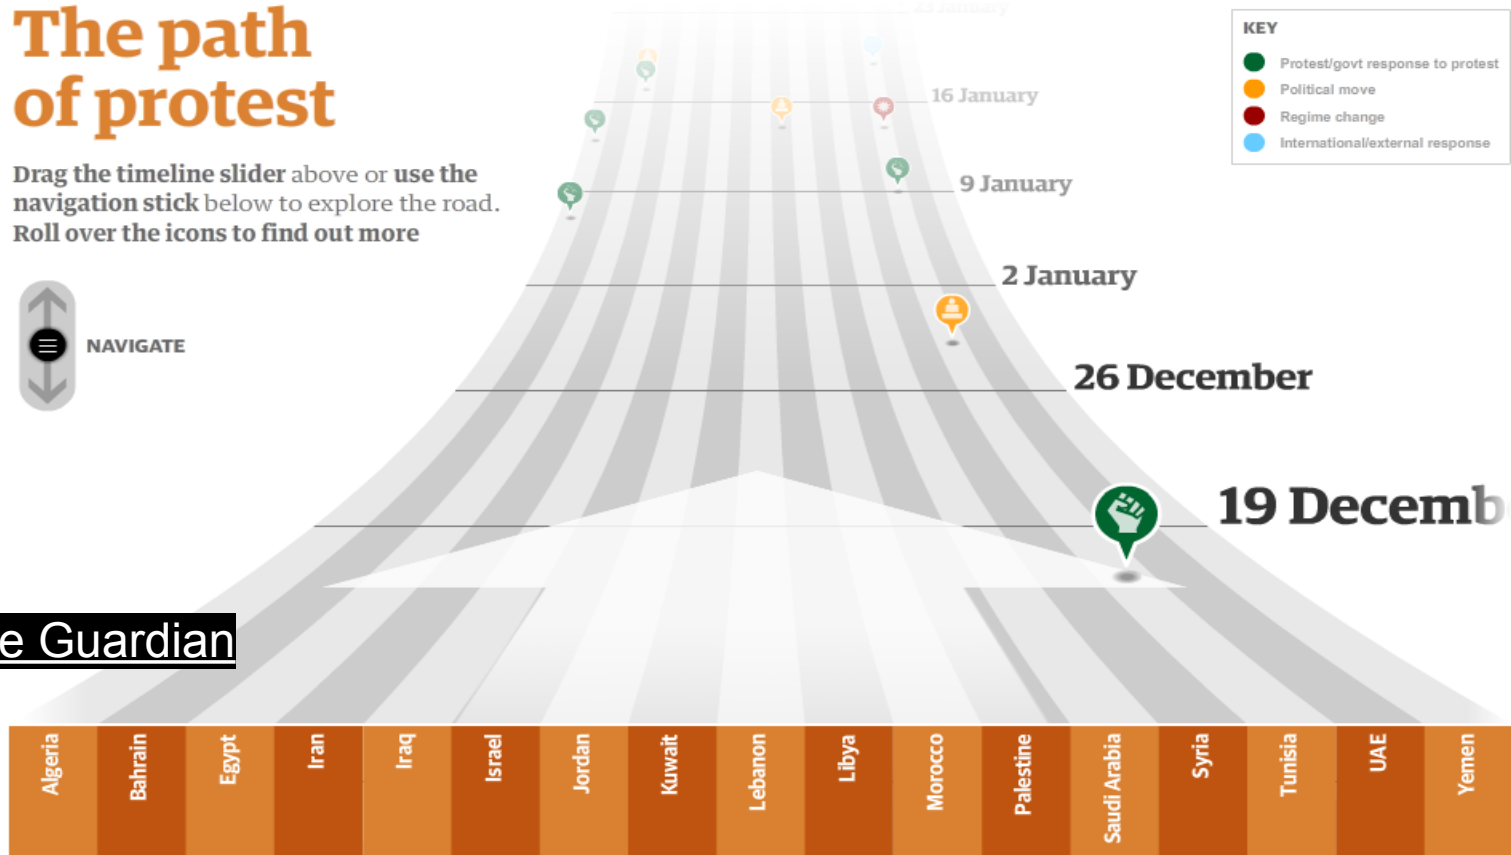 The path
of protest
Drag the timeline slider above or use the
navigation stick below to explore the road.
Roll over the icons to find out more
NAVIGATE
KEY
Protest/govt response to protest
Political move
Regime change
International/external response
23 January
16 January
9 January
2 January
26 December
19 Decemb
e Guardian
Algeria
Bahrain
Egypt
Iran
Iraq
Israel
Jordan
Kuwait
Lebanon
Libya
Morocco
Palestine
Saudi Arabia
Syria
Tunisia
UAE
Yemen